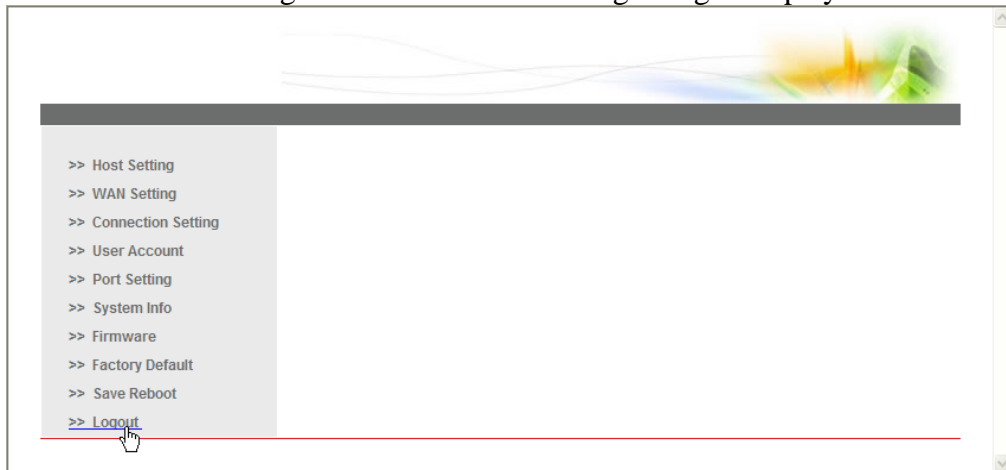 >> Host Setting
>> WAN Setting
>> Connection Setting
>> User Account
>> Port Setting
>> System Info
>> Firmware
>> Factory Default
>> Save Reboot
>> Logout